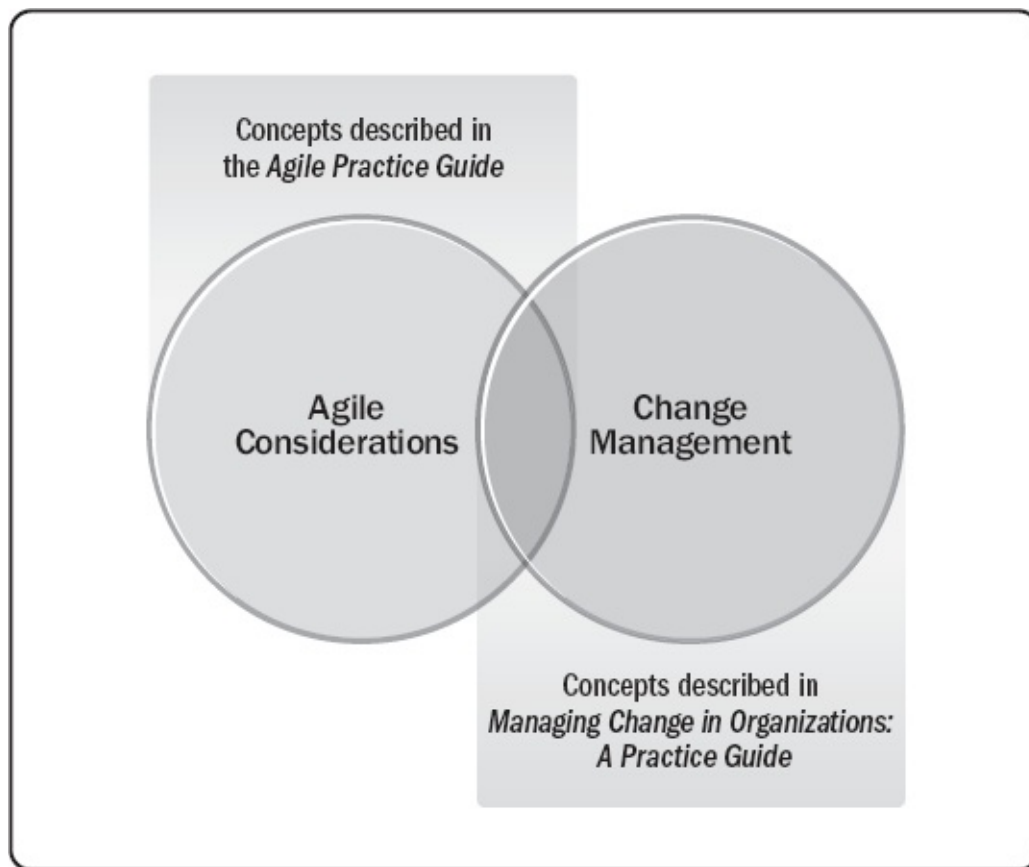 Concepts described in
the Agile Practice Guide
Agile
Considerations
Change
Management
Concepts described in
Managing Change in Organizations:
A Practice Guide